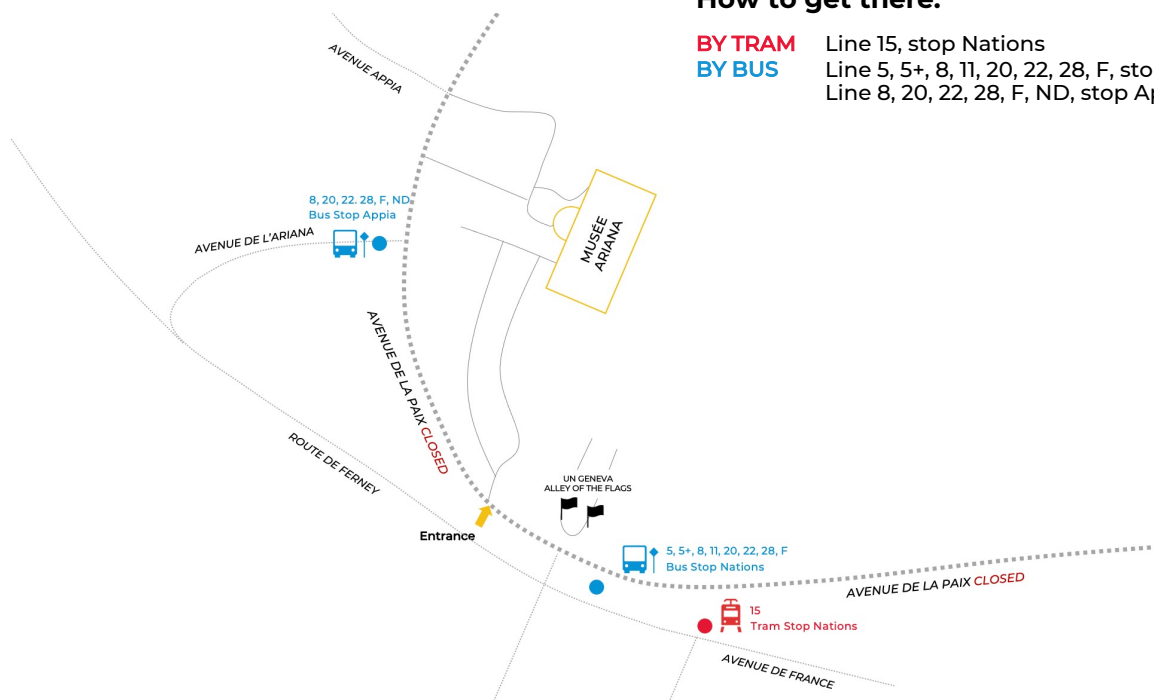 How to get there:
BY TRAM Line 15, stop Nations
BY BUS Line 5, 5+, 8, 11, 20, 22, 28, F,
Line 8, 20, 22, 28, F, ND, stop
AVENUE APPIA
8, 20, 22. 28, F, ND
Bus Stop Appia
AVENUE DE L'ARIANA
MUSÉE
ARIANA
AVENUE DE LA PAIX CLOSED
ROUTE DE FERNEY
UN GENEVA
ALLEY OF THE FLAGS
Entrance
5, 5+, 8, 11, 20, 22, 28, F
Bus Stop Nations
AVENUE DE LA PAIX CLOSED
15
Tram Stop Nations
AVENUE DE FRANCE